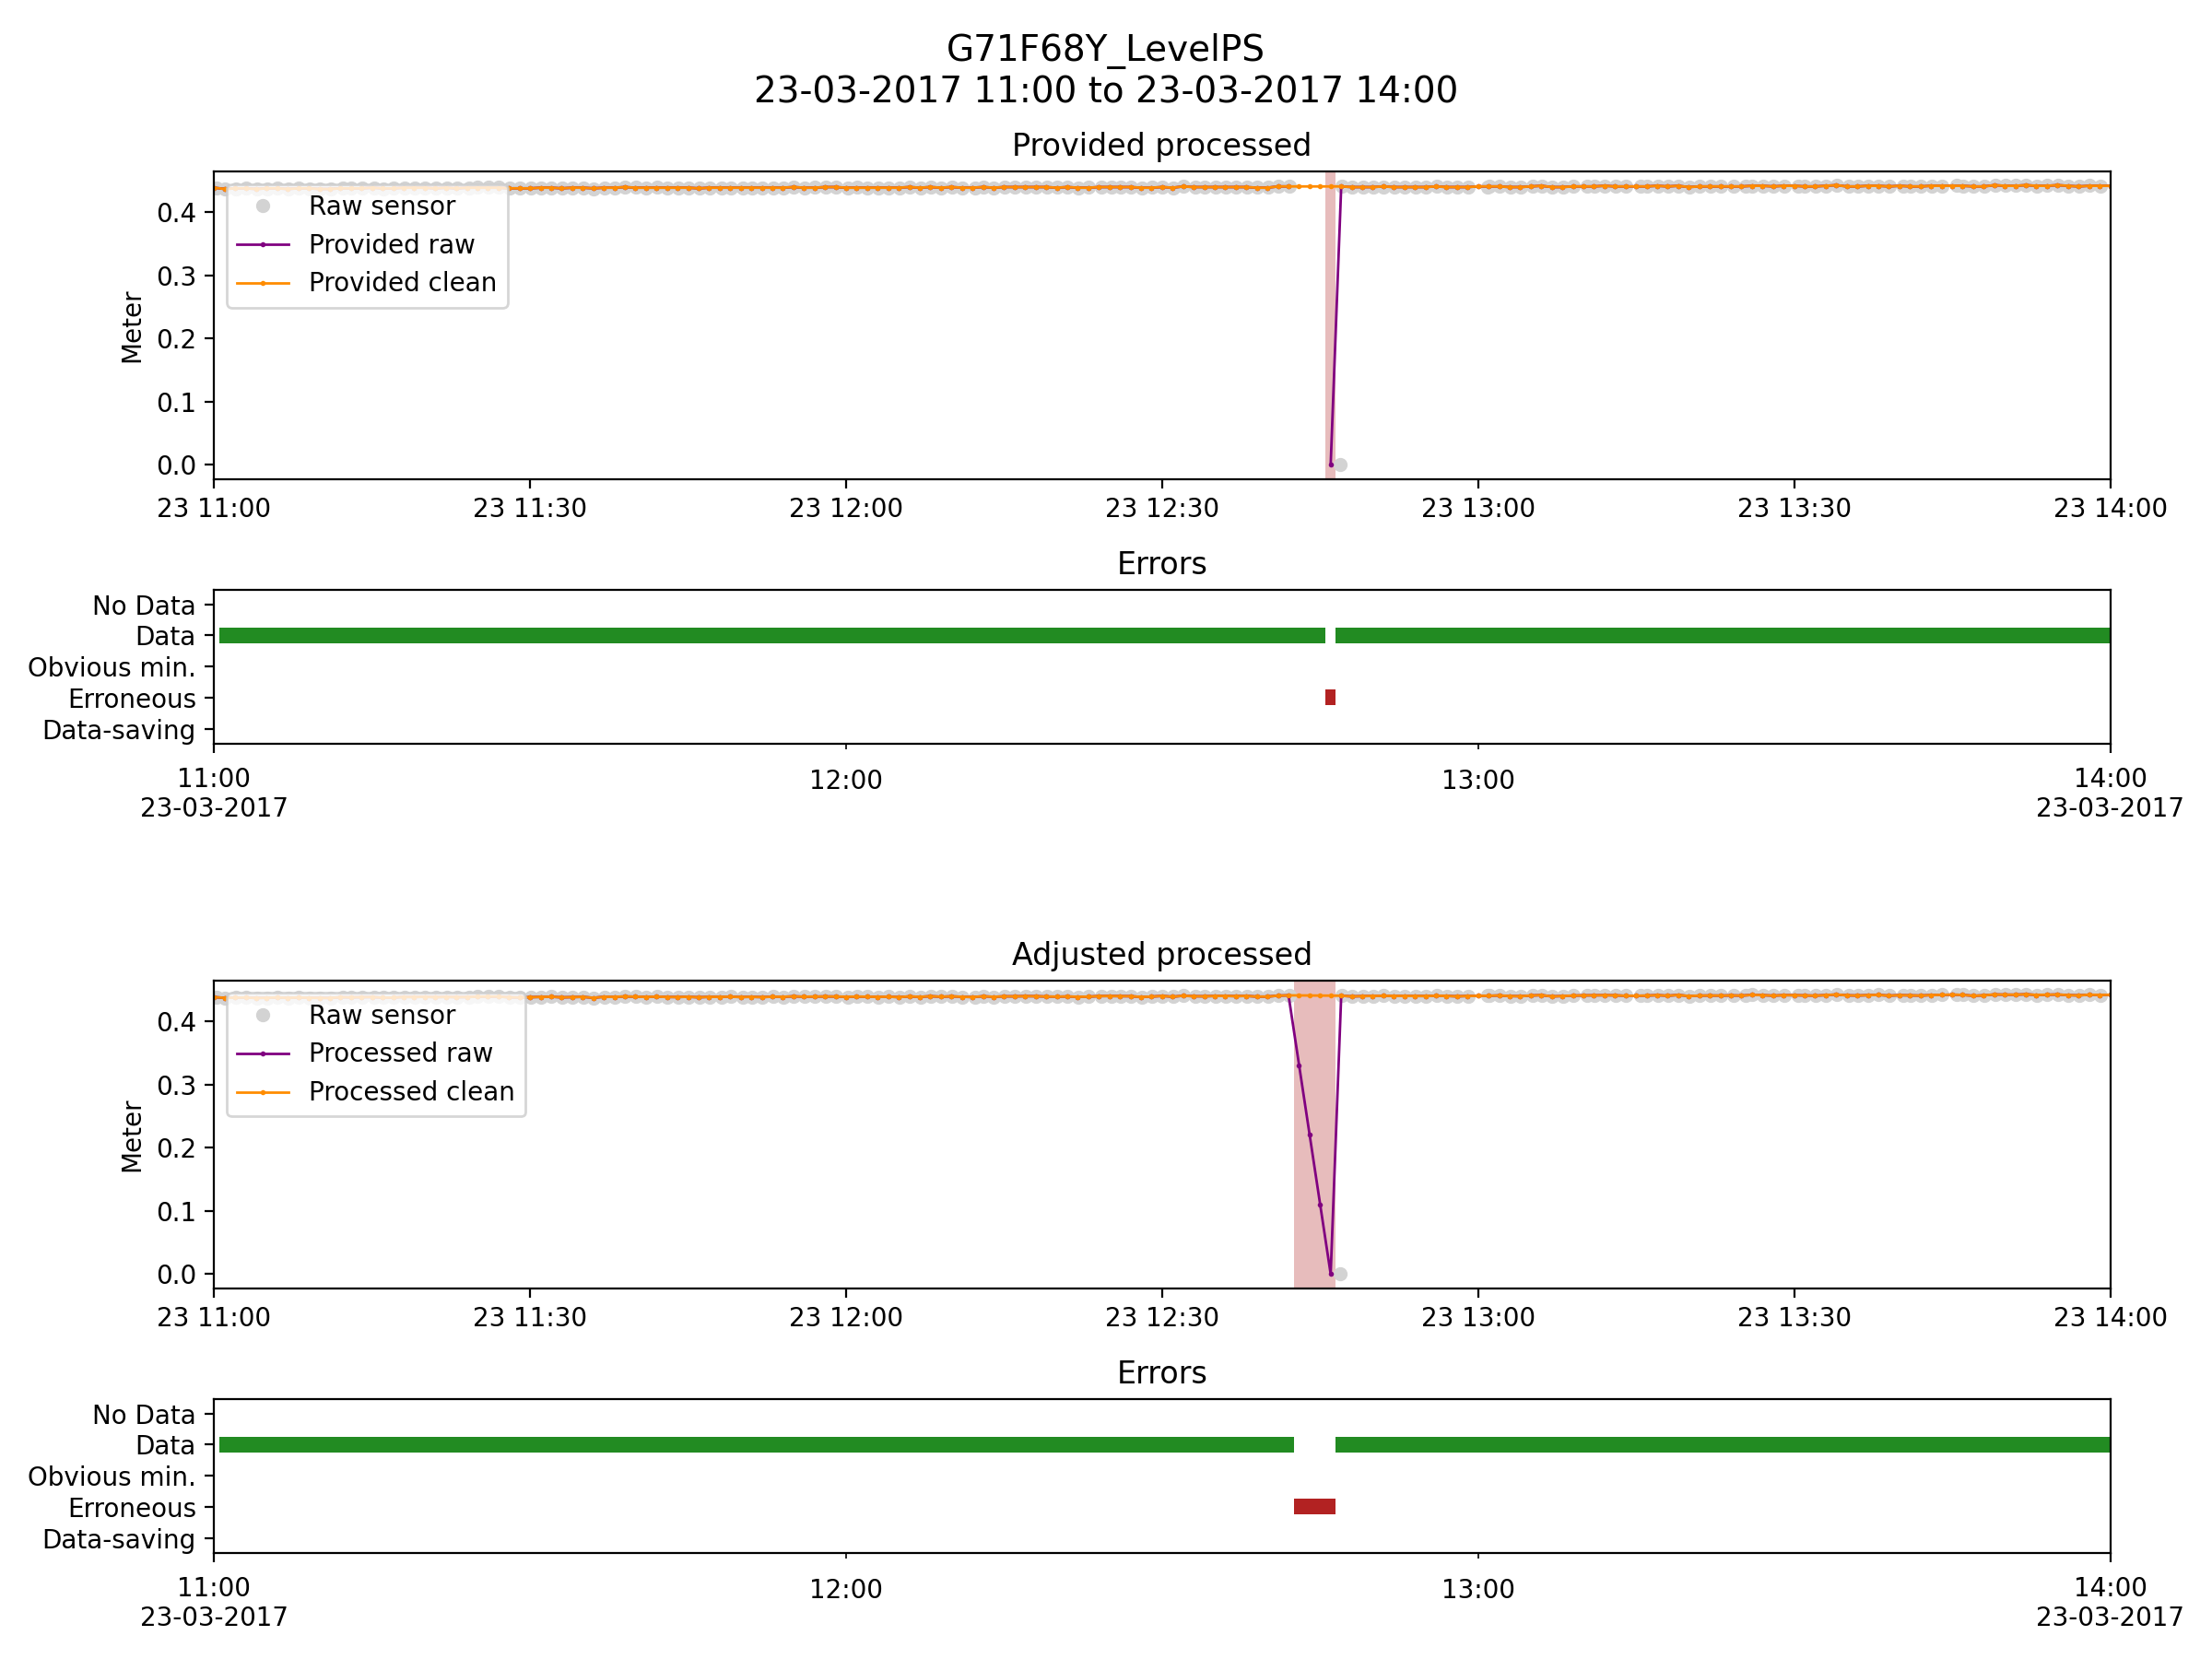 G71F68Y_LevelPS
23-03-2017 11:00 to 23-03-2017 14:00
Provided processed
Meter
0.4
0.3
0.2
0.1
0.0
Raw sensor
Provided raw
Provided clean
23 11:00 23 11:30 23 12:00 23 12:30 23 13:00 23 13:30 23 14:00
Errors
No Data
Data
Obvious min.
Erroneous
Data-saving
11:00 12:00 13:00 14:00
23-03-2017 23-03-2017
Adjusted processed
Meter
0.4
0.3
0.2
0.1
0.0
Raw sensor
Processed raw
Processed clean
23 11:00 23 11:30 23 12:00 23 12:30 23 13:00 23 13:30 23 14:00
Errors
No Data
Data
Obvious min.
Erroneous
Data-saving
11:00 12:00 13:00 14:00
23-03-2017 23-03-2017